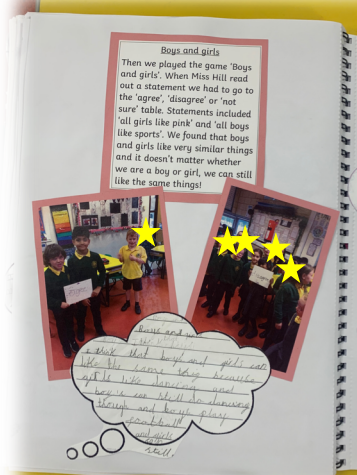 Boys and girls
Then we played the game 'Boys
and girls'. When Miss Hill read
out a statement we had to go to
the 'agree', 'disagree' or 'not
sure' table. Statements included
'all girls like pink' and 'all boys
like sports'. We found that boys
and girls like very similar things
and it doesn't matter whether
we are a boy or girl, we can still
like the same things!
Boys and
I think that boys and girls can
like the same they because
girls like dancing and
boys can still do dancing
though and boys play
football
and girls
still.